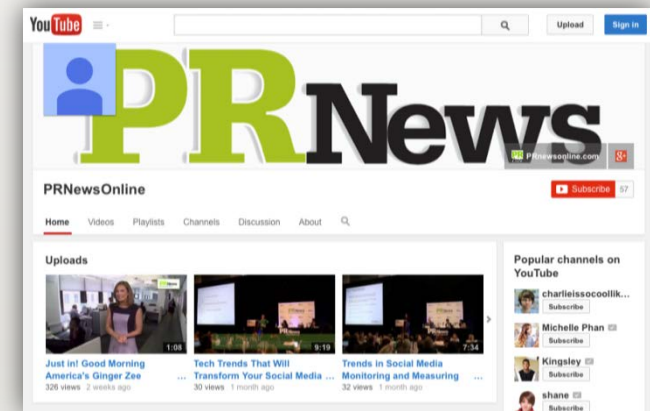 YouTube
Upload
Sign in
PRNews
PRnewsonline.com
PRNewsOnline
Subscribe 57
Home Videos Playlists Channels Discussion About
Uploads
1:08
9:19
7:34
Just in! Good Morning
America's Ginger Zee ...
326 views 2 weeks ago
Tech Trends That Will
Transform Your Social Media ...
30 views 1 month ago
Trends in Social Media
Monitoring and Measuring ...
32 views 1 month ago
Popular channels on
YouTube
charlieissocoollik...
Subscribe
Michelle Phan
Subscribe
Kingsley
Subscribe
shane
Subscribe